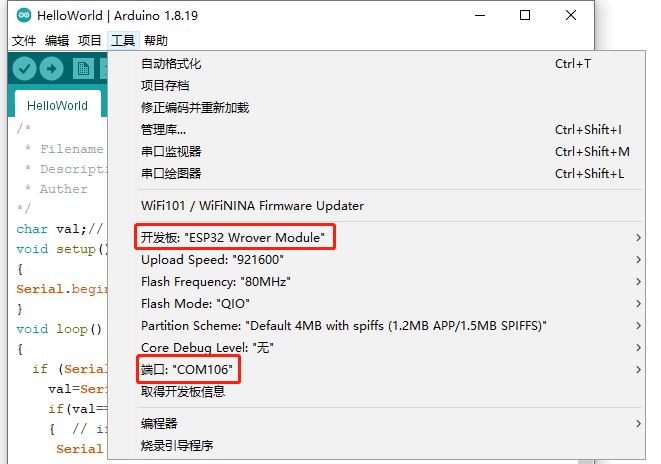 HelloWorld | Arduino 1.8.19
文件 编辑 项目 工具 帮助
自动格式化 Ctrl+T
项目存档
修正编码并重新加载
管理库... Ctrl+Shift+I
串口监视器 Ctrl+Shift+M
串口绘图器 Ctrl+Shift+L
WiFi101 / WiFiNINA Firmware Updater
开发板: "ESP32 Wrover Module"
Upload Speed: "921600"
Flash Frequency: "80MHz"
Flash Mode: "QIO"
Partition Scheme: "Default 4MB with spiffs (1.2MB APP/1.5MB SPIFFS)"
Core Debug Level: "无"
端口: "COM106"
取得开发板信息
编程器
烧录引导程序
HelloWorld
/*
* Filename
* Descripti
* Auther
*/
char val;//
void setup()
{
Serial.begin
}
void loop()
{
if (Serial
val=Seri
if(val==
{ // if
Serial.